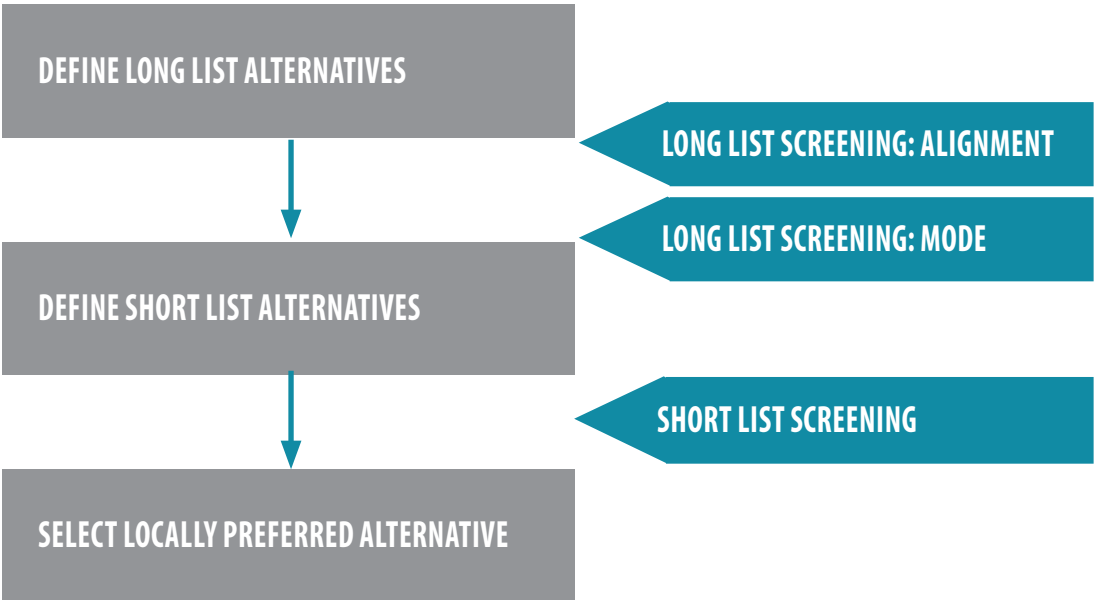 DEFINE LONG LIST ALTERNATIVES
LONG LIST SCREENING: ALIGNMENT
LONG LIST SCREENING: MODE
DEFINE SHORT LIST ALTERNATIVES
SHORT LIST SCREENING
SELECT LOCALLY PREFERRED ALTERNATIVE